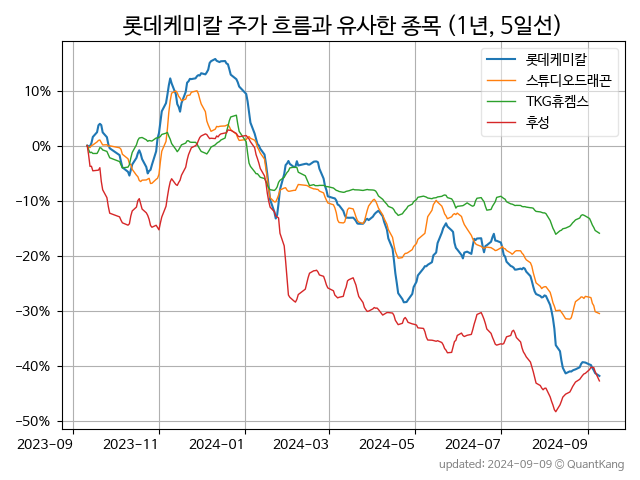 롯데케미칼 주가 흐름과 유사한 종목 (1년, 5일선)
롯데케미칼
스튜디오드래곤
TKG휴켐스
후성
10%
0%
−10%
−20%
−30%
−40%
−50%
2023-09
2023-11
2024-01
2024-03
2024-05
2024-07
2024-09
updated: 2024-09-09 © QuantKang